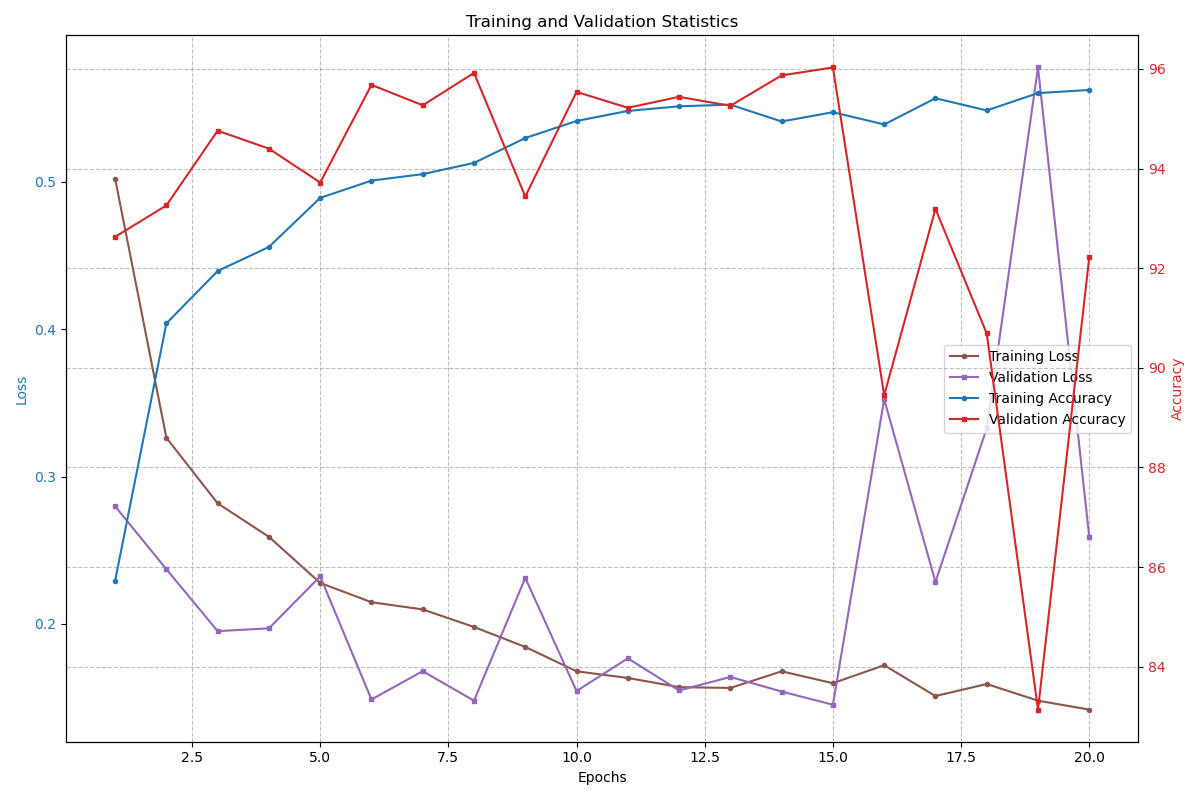 Training and Validation Statistics
Loss
0.5
0.4
0.3
0.2
96
94
92
90
88
86
84
Accuracy
Training Loss
Validation Loss
Training Accuracy
Validation Accuracy
2.5 5.0 7.5 10.0 12.5 15.0 17.5 20.0
Epochs